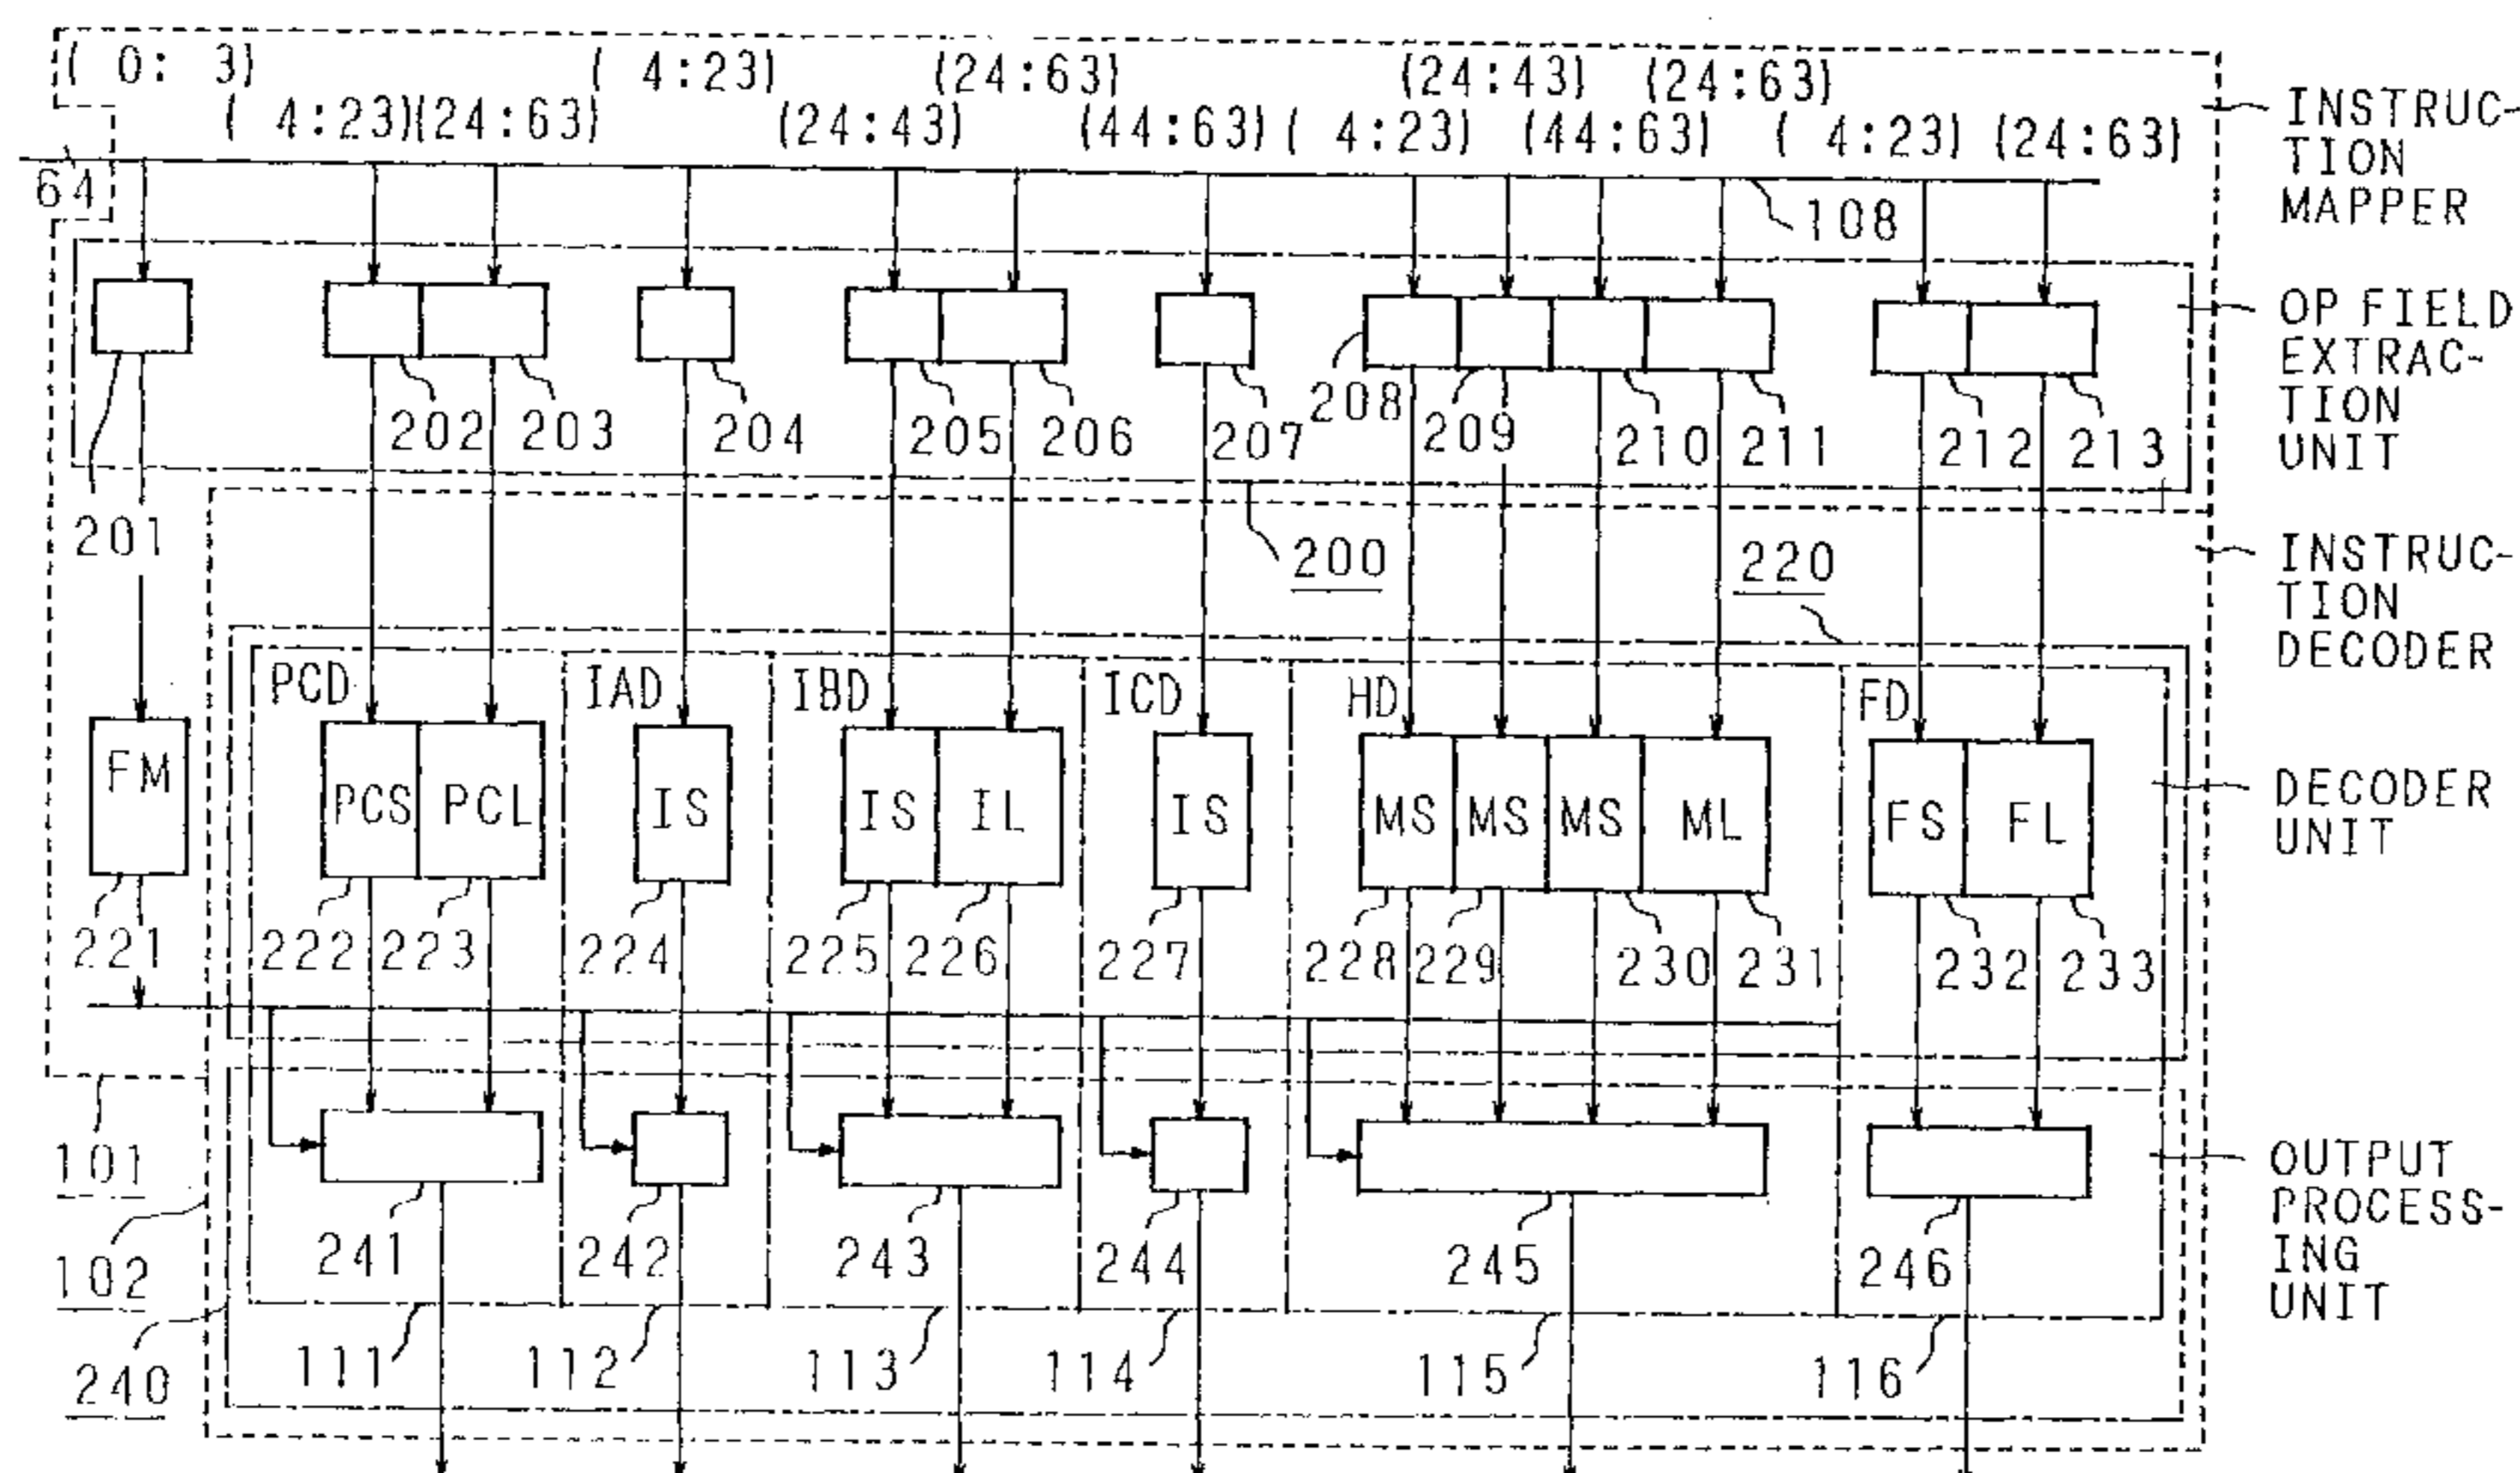 ( 0: 3) ( 4:23) (24:63) (24:43) (24:63)
( 4:23) (24:63) (24:43) (44:63) ( 4:23) (44:63) ( 4:23) (24:63)
INSTRUC-
TION
MAPPER
64
108
OP FIELD
EXTRAC-
TION
UNIT
201 202 203 204 205 206 207 208 209 210 211 212 213
200
220
INSTRUC-
TION
DECODER
PCD IAD IBD ICD HD FD
FM PCS PCL IS IS IL IS MS MS MS ML FS FL
DECODER
UNIT
221 222 223 224 225 226 227 228 229 230 231 232 233
101
102
240
OUTPUT
PROCESS-
ING
UNIT
241 242 243 244 245 246
111 112 113 114 115 116